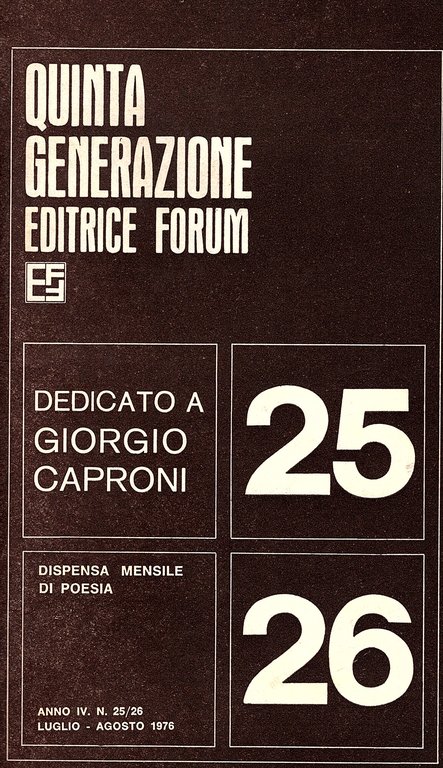 QUINTA
GENERAZIONE
EDITRICE FORUM
EF
DEDICATO A
GIORGIO
CAPRONI
25
DISPENSA MENSILE
DI POESIA
26
ANNO IV. N. 25/26
LUGLIO - AGOSTO 1976